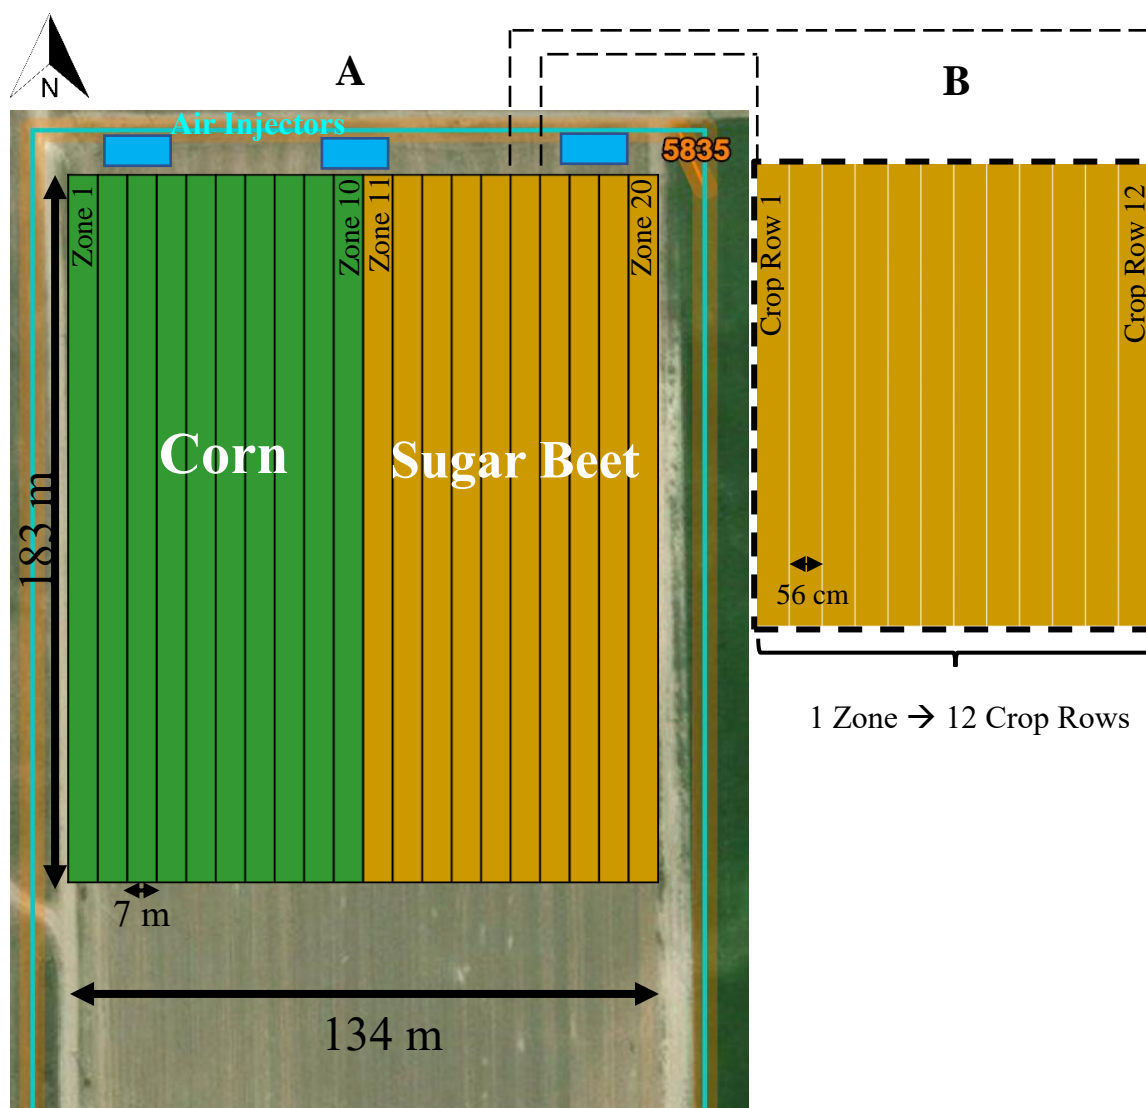 N
A
B
Air Injectors
5835
Zone 1
Zone 10
Zone 11
Zone 20
Crop Row 1
Crop Row 12
Corn
Sugar Beet
183 m
56 cm
1 Zone → 12 Crop Rows
7 m
134 m